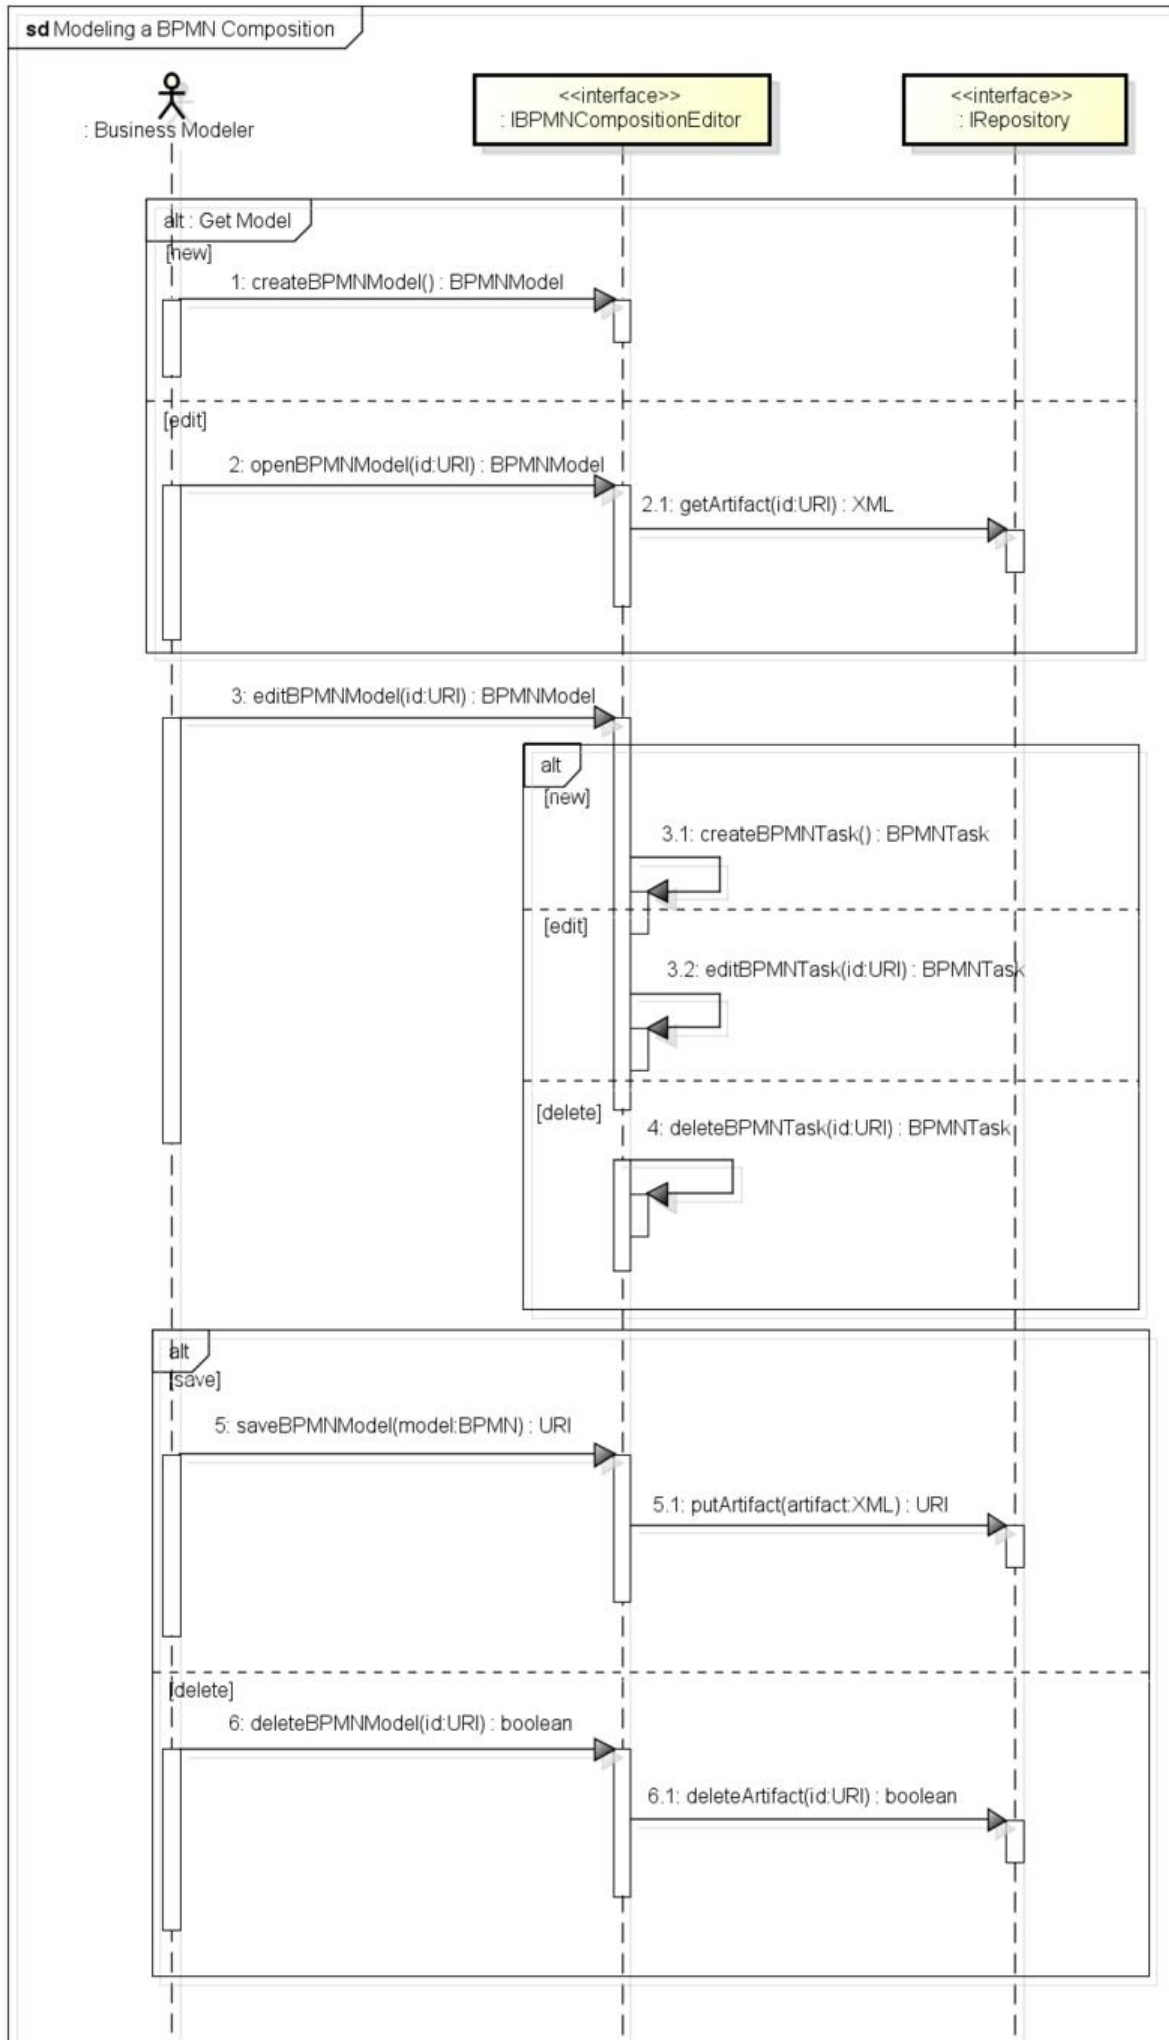 sd Modeling a BPMN Composition
: Business Modeler
<<interface>>
: IBPMNCompositionEditor
<<interface>>
: IRepository
alt : Get Model
[new]
1: createBPMNModel() : BPMNModel
[edit]
2: openBPMNModel(id:URI) : BPMNModel
2.1: getArtifact(id:URI) : XML
3: editBPMNModel(id:URI) : BPMNModel
alt
[new]
3.1: createBPMNTask() : BPMNTask
[edit]
3.2: editBPMNTask(id:URI) : BPMNTask
[delete]
4: deleteBPMNTask(id:URI) : BPMNTask
alt
[save]
5: saveBPMNModel(model:BPMN) : URI
5.1: putArtifact(artifact:XML) : URI
[delete]
6: deleteBPMNModel(id:URI) : boolean
6.1: deleteArtifact(id:URI) : boolean